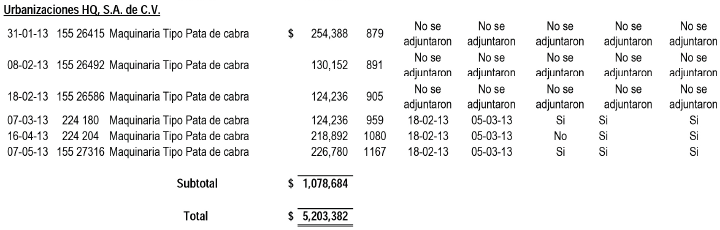 Urbanizaciones HQ, S.A. de C.V.
31-01-13 155 26415 Maquinaria Tipo Pata de cabra $ 254,388 879 No se adjuntaron No se adjuntaron No se adjuntaron No se adjuntaron No se adjuntaron
08-02-13 155 26492 Maquinaria Tipo Pata de cabra 130,152 891 No se adjuntaron No se adjuntaron No se adjuntaron No se adjuntaron No se adjuntaron
18-02-13 155 26586 Maquinaria Tipo Pata de cabra 124,236 905 No se adjuntaron No se adjuntaron No se adjuntaron No se adjuntaron No se adjuntaron
07-03-13 224 180 Maquinaria Tipo Pata de cabra 124,236 959 18-02-13 05-03-13 Si Si Si
16-04-13 224 204 Maquinaria Tipo Pata de cabra 218,892 1080 18-02-13 05-03-13 No Si Si
07-05-13 155 27316 Maquinaria Tipo Pata de cabra 226,780 1167 18-02-13 05-03-13 Si Si Si
Subtotal $ 1,078,684
Total $ 5,203,382